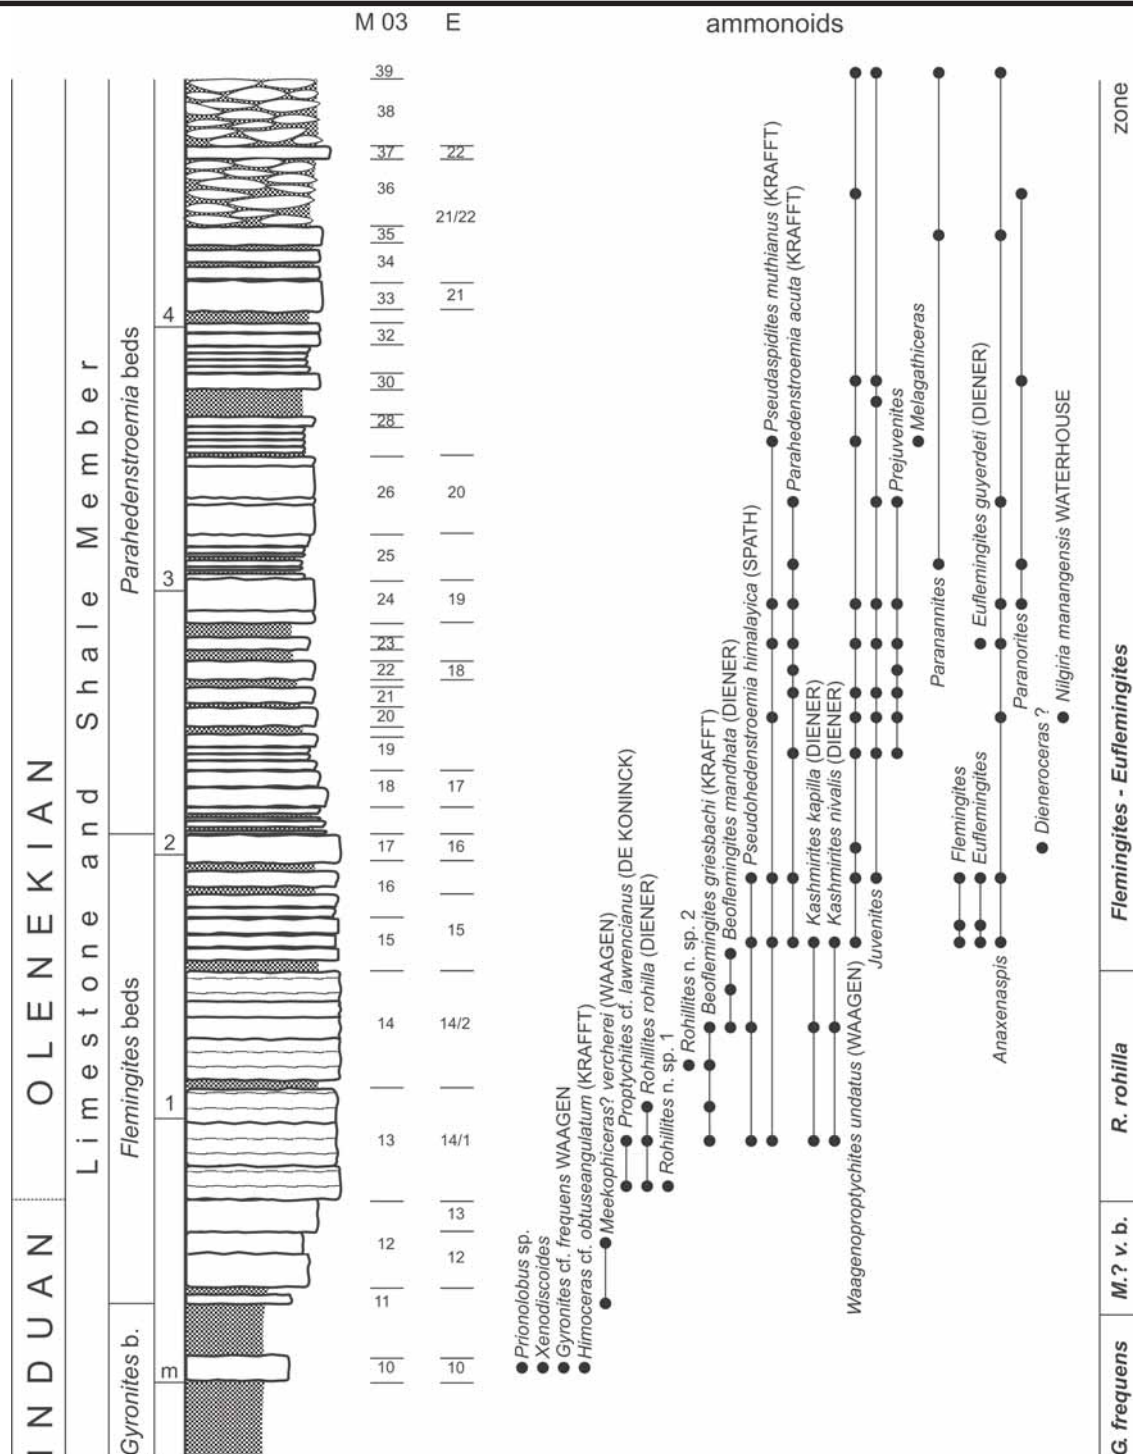 M 03
E
ammonoids
zone
OLENEKIAN
INDUAN
Limestone and Shale Member
Parahedenstroemia beds
Flemingites beds
Gyronites b.
4
3
2
1
m
39
38
37
36
35
34
33
32
30
28
26
25
24
23
22
21
20
19
18
17
16
15
14
13
12
11
10
22
21/22
21
20
19
18
17
16
15
14/2
14/1
13
12
10
Prionolobus sp.
Xenodiscoides
Gyronites cf. frequens WAAGEN
Himoceras cf. obtuseangulatum (KRAFFT)
Meekophiceras? vercherei (WAAGEN)
Proptychites cf. lawrencianus (DE KONINCK)
Rohillites rohilla (DIENER)
Rohillites n. sp. 1
Rohillites n. sp. 2
Beoflemingites griesbachi (KRAFFT)
Beoflemingites mandhata (DIENER)
Pseudohedenstroemia himalayica (SPATH)
Pseudaspidites muthianus (KRAFFT)
Parahedenstroemia acuta (KRAFFT)
Kashmirites kapilla (DIENER)
Kashmirites nivalis (DIENER)
Waagenoproptychites undatus (WAAGEN)
Juvenites
Prejuvenites
Melagathiceras
Paranannites
Flemingites
Euflemingites
Euflemingites guyerdeti (DIENER)
Anaxenaspis
Paranorites
Dieneroceras ?
Nilgiria manangensis WATERHOUSE
Flemingites - Euflemingites
R. rohilla
M.? v. b.
G. frequens